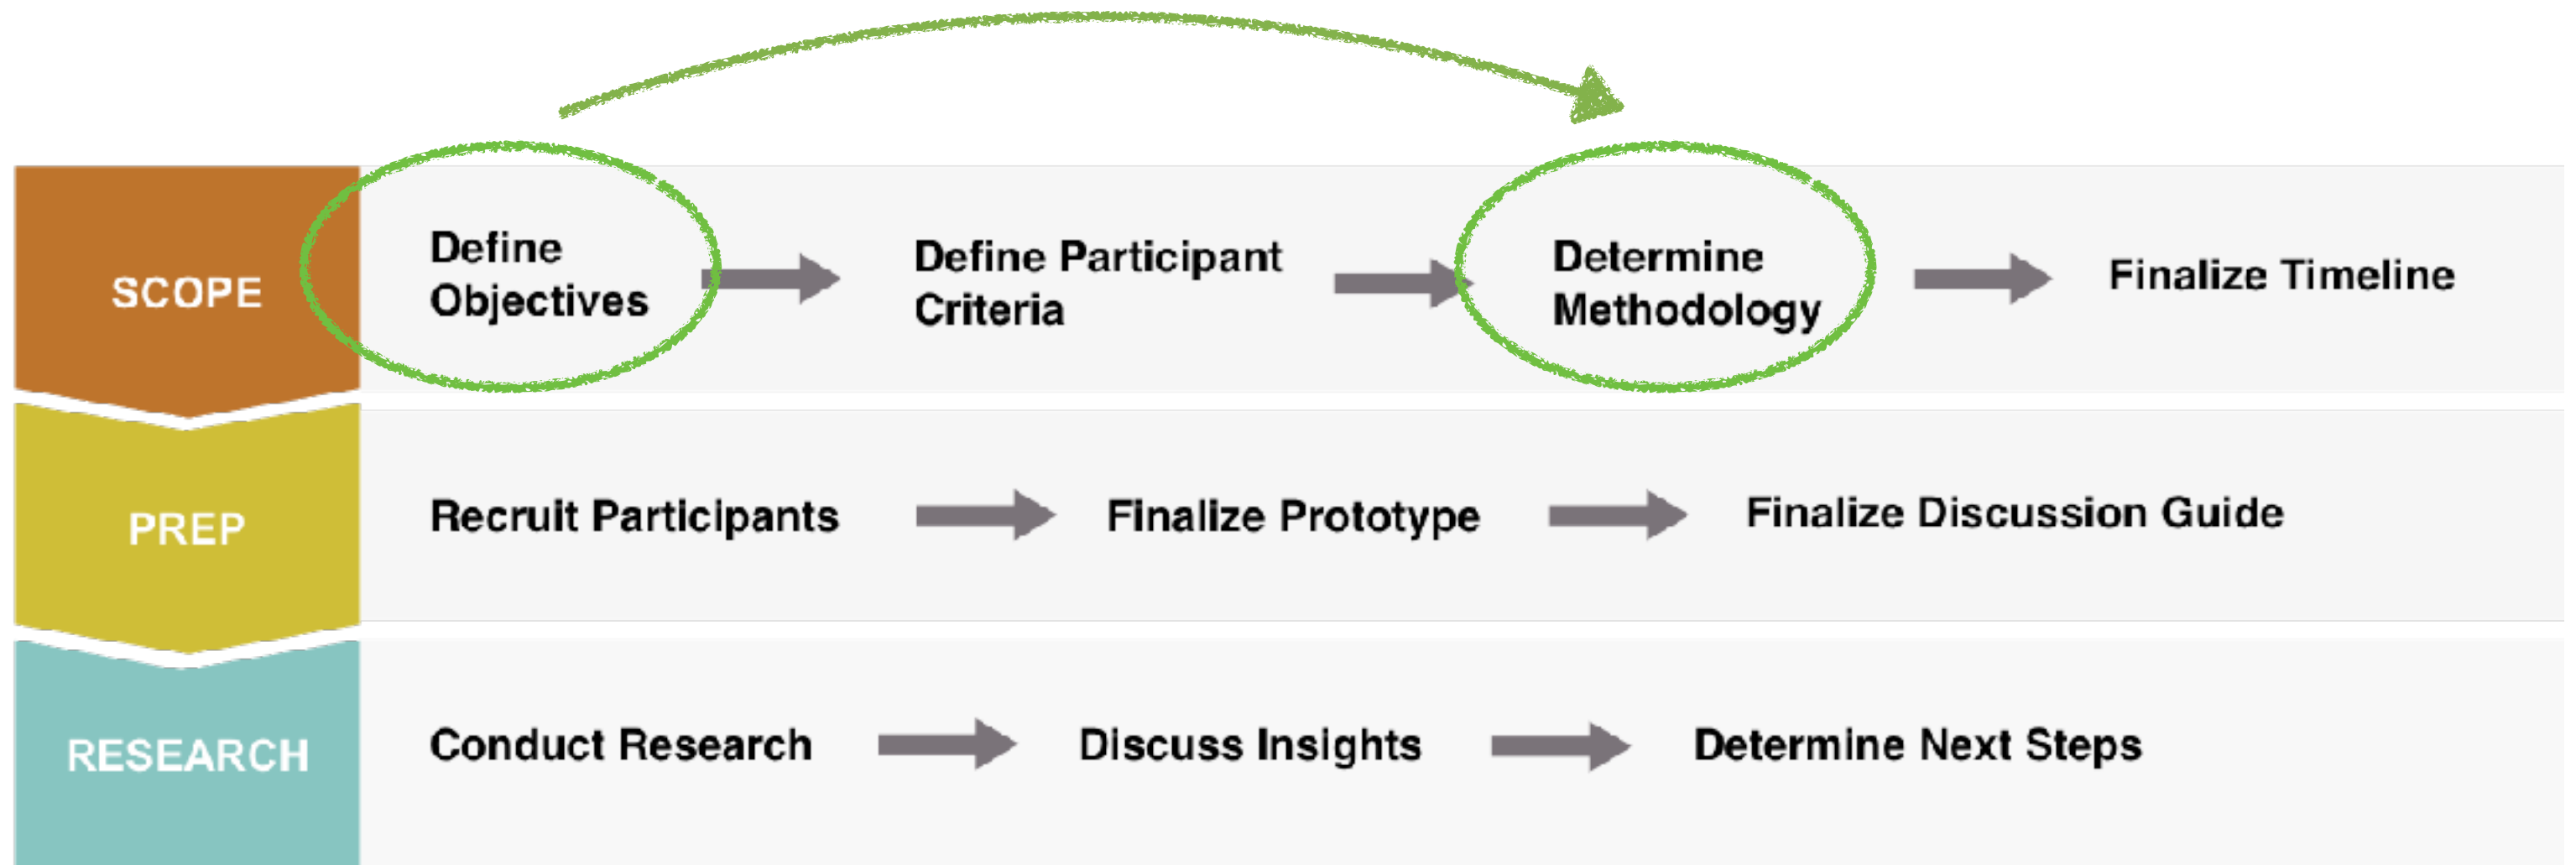 SCOPE
Define
Objectives
Define Participant
Criteria
Determine
Methodology
Finalize Timeline
PREP
Recruit Participants
Finalize Prototype
Finalize Discussion Guide
RESEARCH
Conduct Research
Discuss Insights
Determine Next Steps